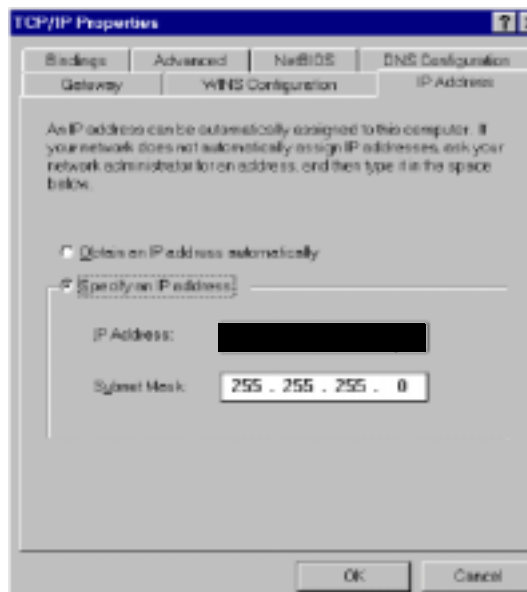 TCP/IP Properties
?
Bindings Advanced NetBIOS DNS Configuration
Gateway WINS Configuration IP Address
An IP address can be automatically assigned to this computer. If
your network does not automatically assign IP addresses, ask your
network administrator for an address, and then type it in the space
below.
Obtain an IP address automatically
Specify an IP address:
IP Address:
Subnet Mask: 255 . 255 . 255 . 0
OK Cancel